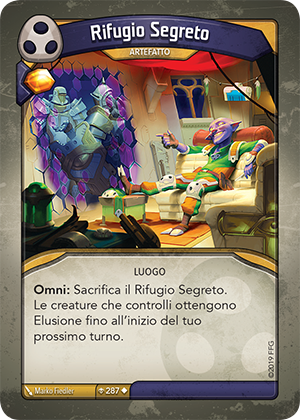 Rifugio Segreto
ARTEFATTO
LUOGO
Omni: Sacrifica il Rifugio Segreto.
Le creature che controlli ottengono
Elusione fino all'inizio del tuo
prossimo turno.
©2019 FFG
Marko Fiedler
287